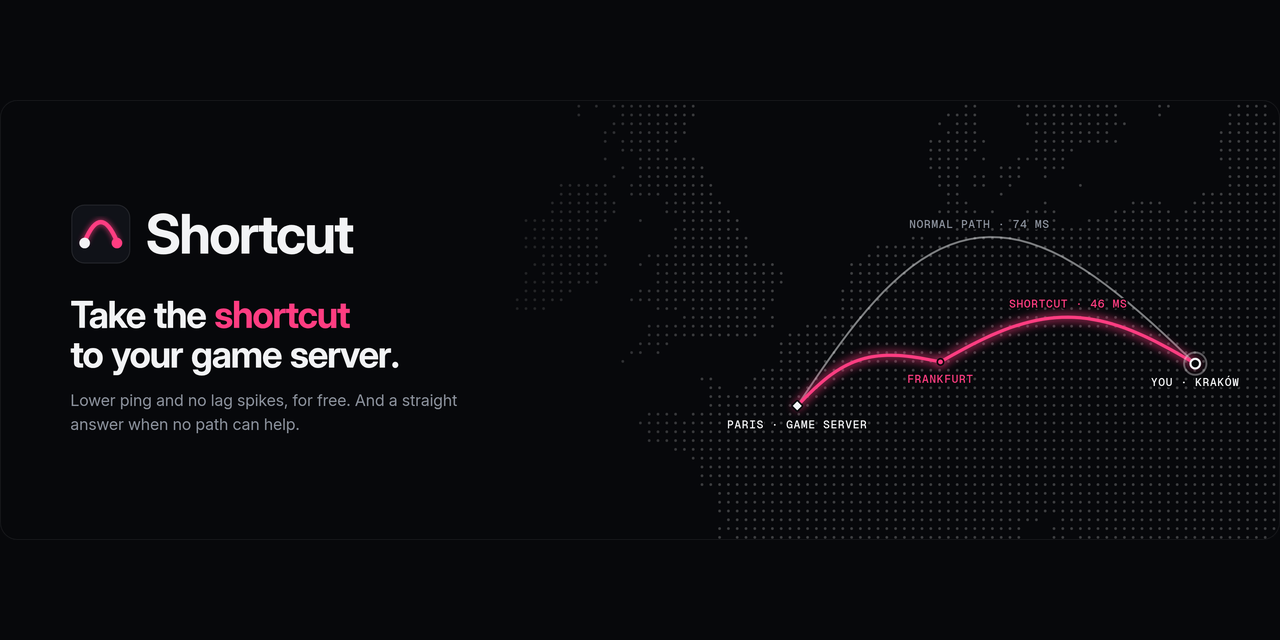 Shortcut
Take the shortcut
to your game server.
Lower ping and no lag spikes, for free. And a straight
answer when no path can help.
NORMAL PATH · 74 MS
SHORTCUT · 46 MS
FRANKFURT
YOU · KRAKÓW
PARIS · GAME SERVER